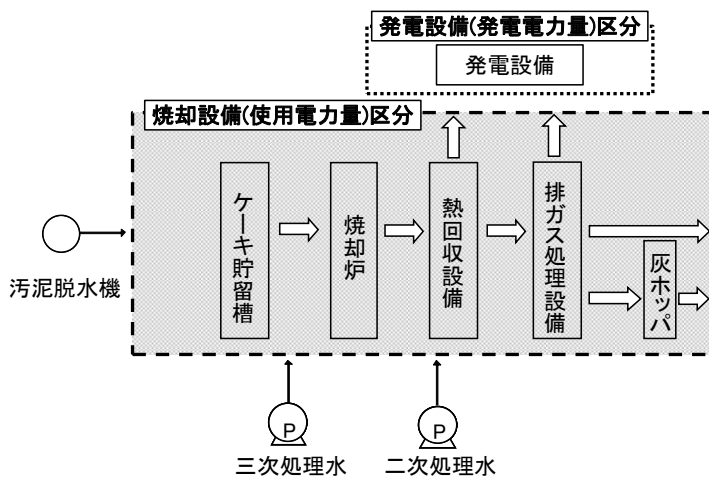 発電設備(発電電力量)区分
発電設備
焼却設備(使用電力量)区分
ケーキ貯留槽
焼却炉
熱回収設備
排ガス処理設備
灰ホッパ
汚泥脱水機
P
P
三次処理水
二次処理水